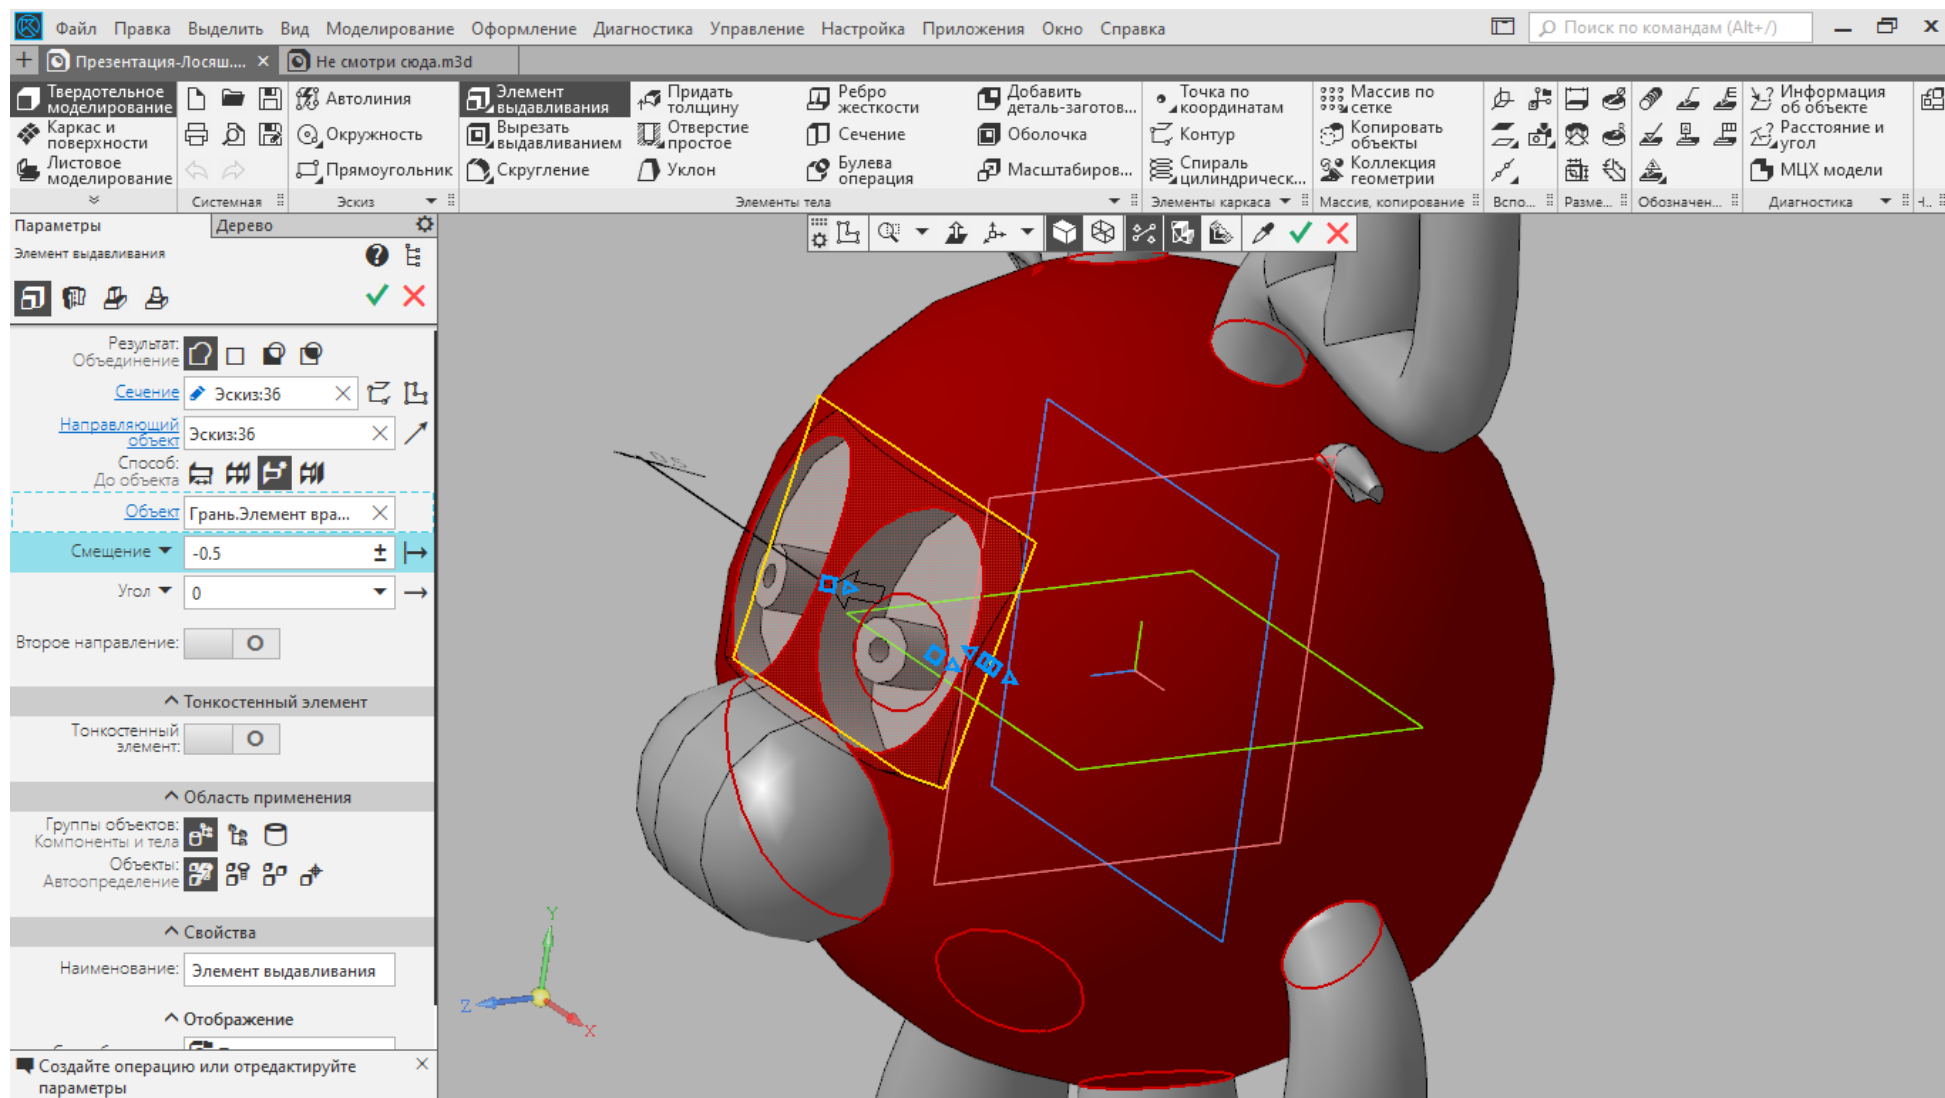 Файл Правка Выделить Вид Моделирование Оформление Диагностика Управление Настройка Приложения Окно Справка
Поиск по командам (Alt+/)
Презентация-Лосяш....
Не смотри сюда.m3d
Твердотельное
моделирование
Каркас и
поверхности
Листовое
моделирование
Системная
Автолиния
Окружность
Прямоугольник
Эскиз
Элемент
выдавливания
Вырезать
выдавливанием
Скругление
Придать
толщину
Отверстие
простое
Уклон
Ребро
жесткости
Сечение
Булева
операция
Добавить
деталь-заготов...
Оболочка
Масштабиров...
Элементы тела
Точка по
координатам
Контур
Спираль
цилиндрическ...
Элементы каркаса
Массив по
сетке
Копировать
объекты
Коллекция
геометрии
Массив, копирование
Вспо...
Разме...
Обозначен...
Информация
об объекте
Расстояние и
угол
МЦХ модели
Диагностика
Параметры
Дерево
Элемент выдавливания
Результат:
Объединение
Сечение
Эскиз:36
Направляющий
объект
Эскиз:36
Способ:
До объекта
Объект
Грань.Элемент вра...
Смещение
-0.5
Угол
0
Второе направление:
Тонкостенный элемент
Тонкостенный
элемент:
Область применения
Группы объектов:
Компоненты и тела
Объекты:
Автоопределение
Свойства
Наименование:
Элемент выдавливания
Отображение
Создайте операцию или отредактируйте
параметры
Y
Z
X